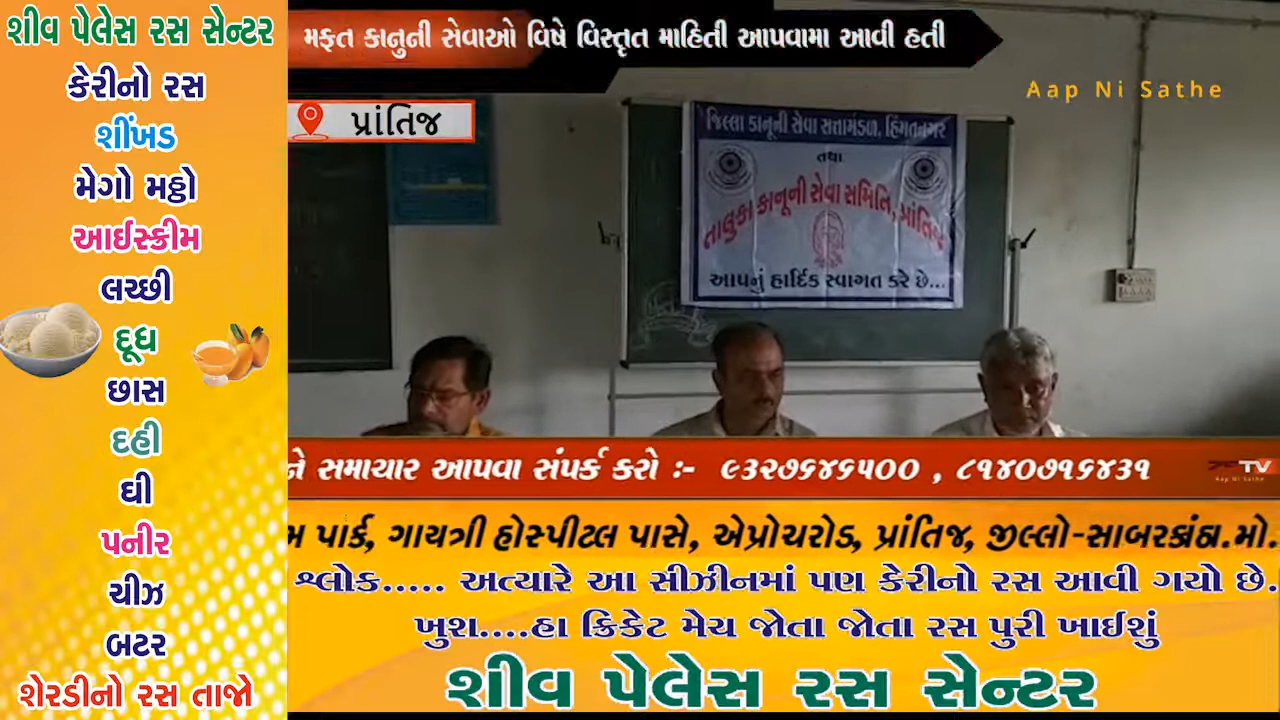 શીવ પેલેસ રસ સેન્ટર
કેરીનો રસ
શીંખડ
મેગો મઠ્ઠો
આઈસ્ક્રીમ
લચ્છી
દૂધ
છાસ
દહી
ઘી
પનીર
ચીઝ
બટર
શેરડીનો રસ તાજો
મફત કાનુની સેવાઓ વિષે વિસ્તૃત માહિતી આપવામા આવી હતી
Aap Ni Sathe
પ્રાંતિજ
જિલ્લા કાનૂની સેવા સત્તામંડળ, હિંમતનગર
તથા
તાલુકા કાનૂની સેવા સમિતિ, પ્રાંતિજ
આપનું હાર્દિક સ્વાગત કરે છે...
ને સમાચાર આપવા સંપર્ક કરો :- ૯૩૨૭૬૪૬૫૦૦ , ૮૧૪૦૭૧૬૪૩૧
TV
Aap Ni Sathe
મ પાર્ક, ગાયત્રી હોસ્પીટલ પાસે, એપ્રોચરોડ, પ્રાંતિજ, જીલ્લો-સાબરકાંઠા.મો.
શ્લોક..... અત્યારે આ સીઝીનમાં પણ કેરીનો રસ આવી ગયો છે.
ખુશ....હા ક્રિકેટ મેચ જોતા જોતા રસ પુરી ખાઈશું
શીવ પેલેસ રસ સેન્ટર